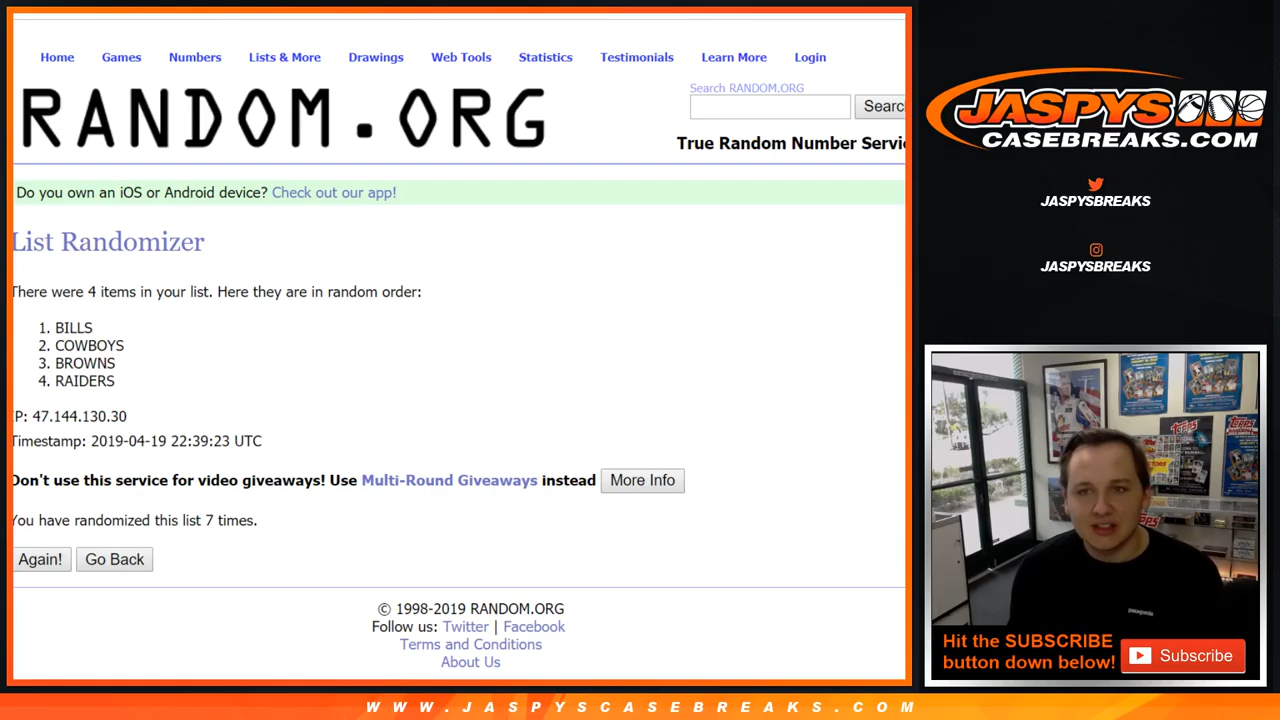 Home Games Numbers Lists & More Drawings Web Tools Statistics Testimonials Learn More Login
RANDOM.ORG
Search RANDOM.ORG
Searc
True Random Number Servi
Do you own an iOS or Android device? Check out our app!
List Randomizer
There were 4 items in your list. Here they are in random order:
1. BILLS
2. COWBOYS
3. BROWNS
4. RAIDERS
IP: 47.144.130.30
Timestamp: 2019-04-19 22:39:23 UTC
Don't use this service for video giveaways! Use Multi-Round Giveaways instead More Info
You have randomized this list 7 times.
Again! Go Back
© 1998-2019 RANDOM.ORG
Follow us: Twitter | Facebook
Terms and Conditions
About Us
JASPYS
CASEBREAKS.COM
JASPYSBREAKS
JASPYSBREAKS
topps
topps
patagonia
Hit the SUBSCRIBE
button down below!
Subscribe
WWW.JASPYSCASEBREAKS.COM